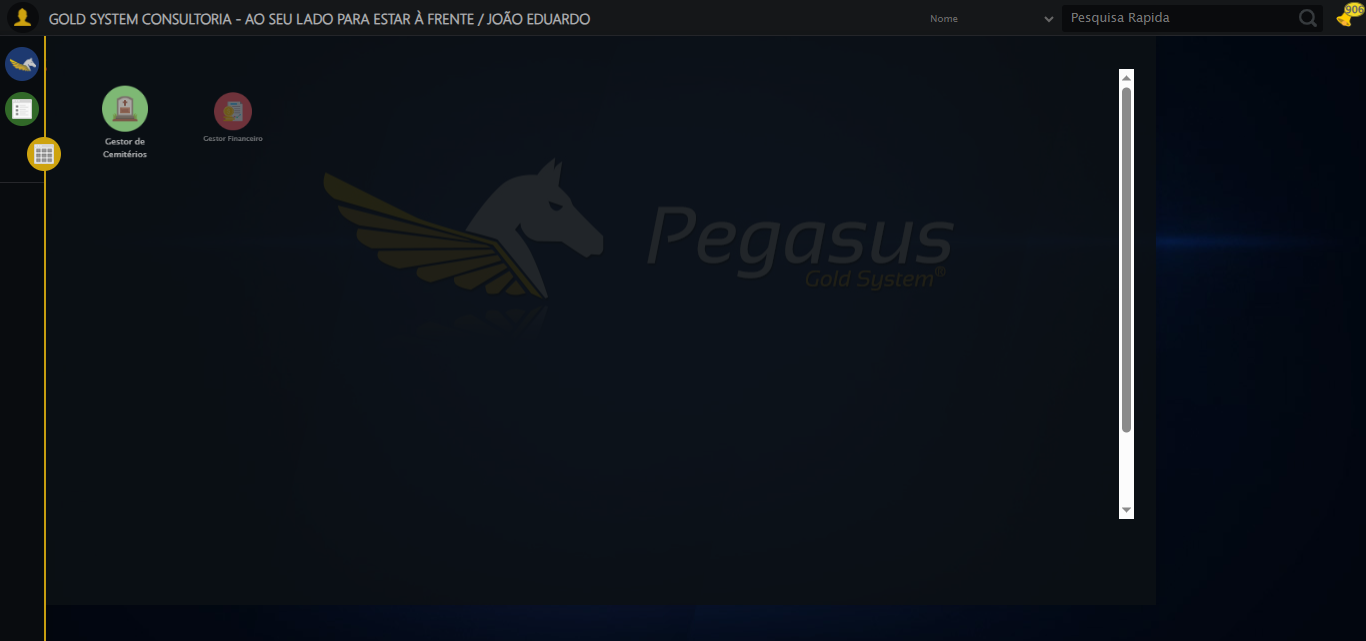 GOLD SYSTEM CONSULTORIA - AO SEU LADO PARA ESTAR À FRENTE / JOÃO EDUARDO
Nome
Pesquisa Rapida
906
Gestor de
Cemitérios
Gestor Financeiro
Pegasus
Gold System®